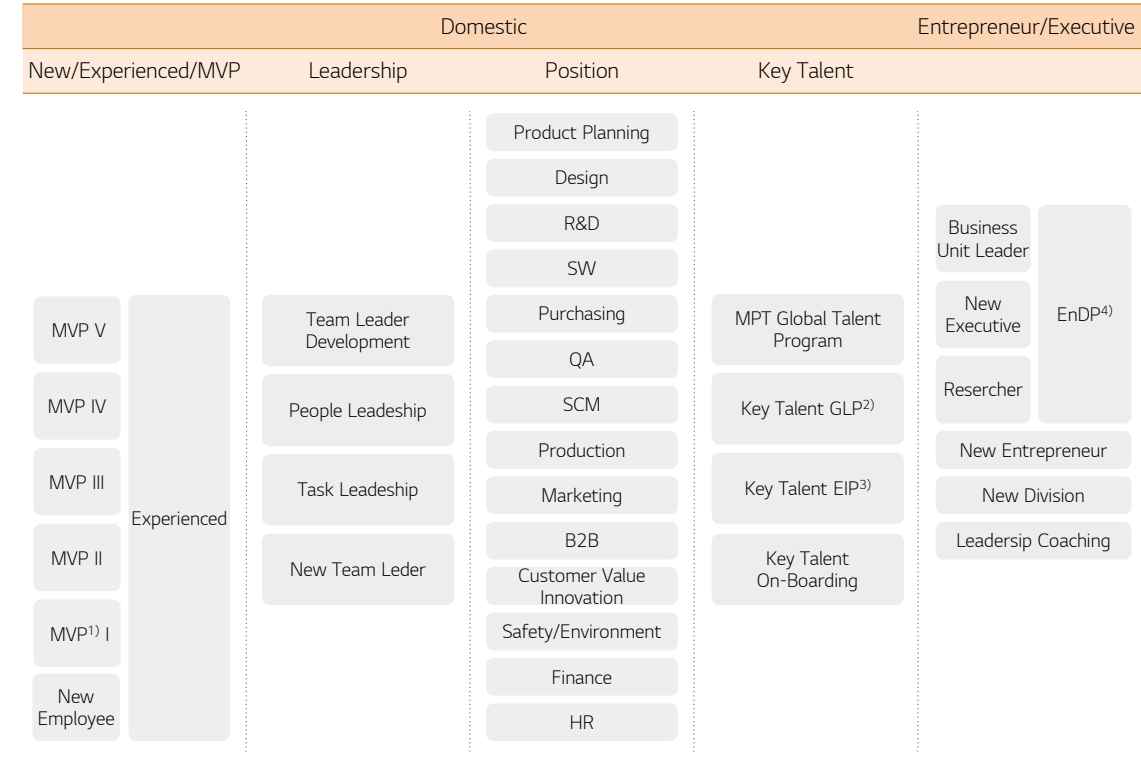 Domestic
Entrepreneur/Executive
New/Experienced/MVP
Leadership
Position
Key Talent
MVP V
MVP IV
MVP III
MVP II
MVP1) I
New
Employee
Experienced
Team Leader
Development
People Leadeship
Task Leadeship
New Team Leder
Product Planning
Design
R&D
SW
Purchasing
QA
SCM
Production
Marketing
B2B
Customer Value
Innovation
Safety/Environment
Finance
HR
MPT Global Talent
Program
Key Talent GLP2)
Key Talent EIP3)
Key Talent
On-Boarding
Business
Unit Leader
New
Executive
Resercher
EnDP4)
New Entrepreneur
New Division
Leadersip Coaching